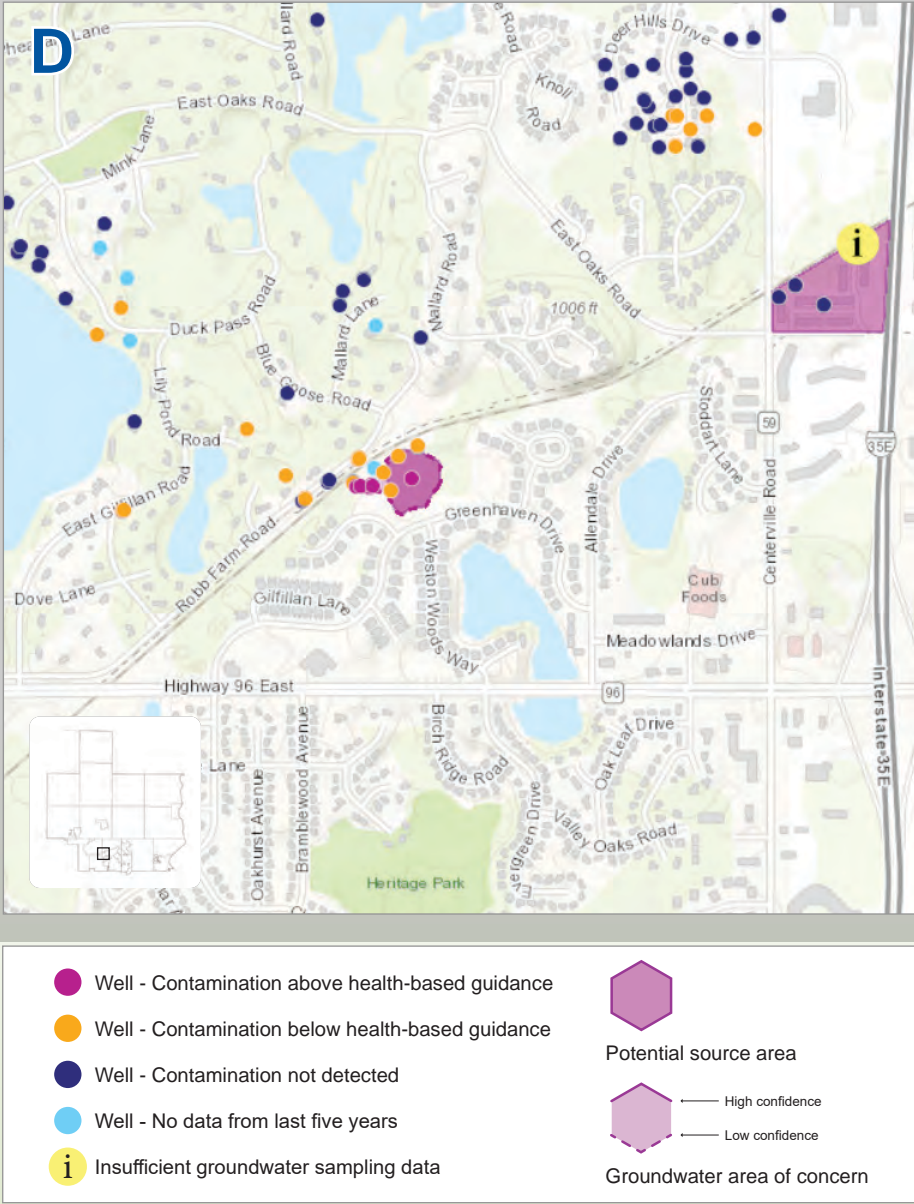 D
Pheasant Lane
Mallard Road
Deer Hills Drive
Knoll
Road
East Oaks Road
Mink Lane
i
East Oaks Road
Mallard Road
1006 ft
Duck Pass Road
Mallard Lane
Blue Goose Road
Lily Pond
Road
Stoddart Lane
59
35E
East Gilfillan Road
Allendale Drive
Centerville Road
Greenhaven Drive
Robb Farm Road
Weston Woods Way
Cub
Foods
Dove Lane
Gilfillan Lane
Meadowlands Drive
Highway 96 East
96
Interstate 35E
Birch Ridge Road
Oak Leaf Drive
Lane
Oakhurst Avenue
Bramblewood Avenue
Evergreen Drive
Valley Oaks Road
Heritage Park
Well - Contamination above health-based guidance
Well - Contamination below health-based guidance
Well - Contamination not detected
Well - No data from last five years
i Insufficient groundwater sampling data
Potential source area
High confidence
Low confidence
Groundwater area of concern